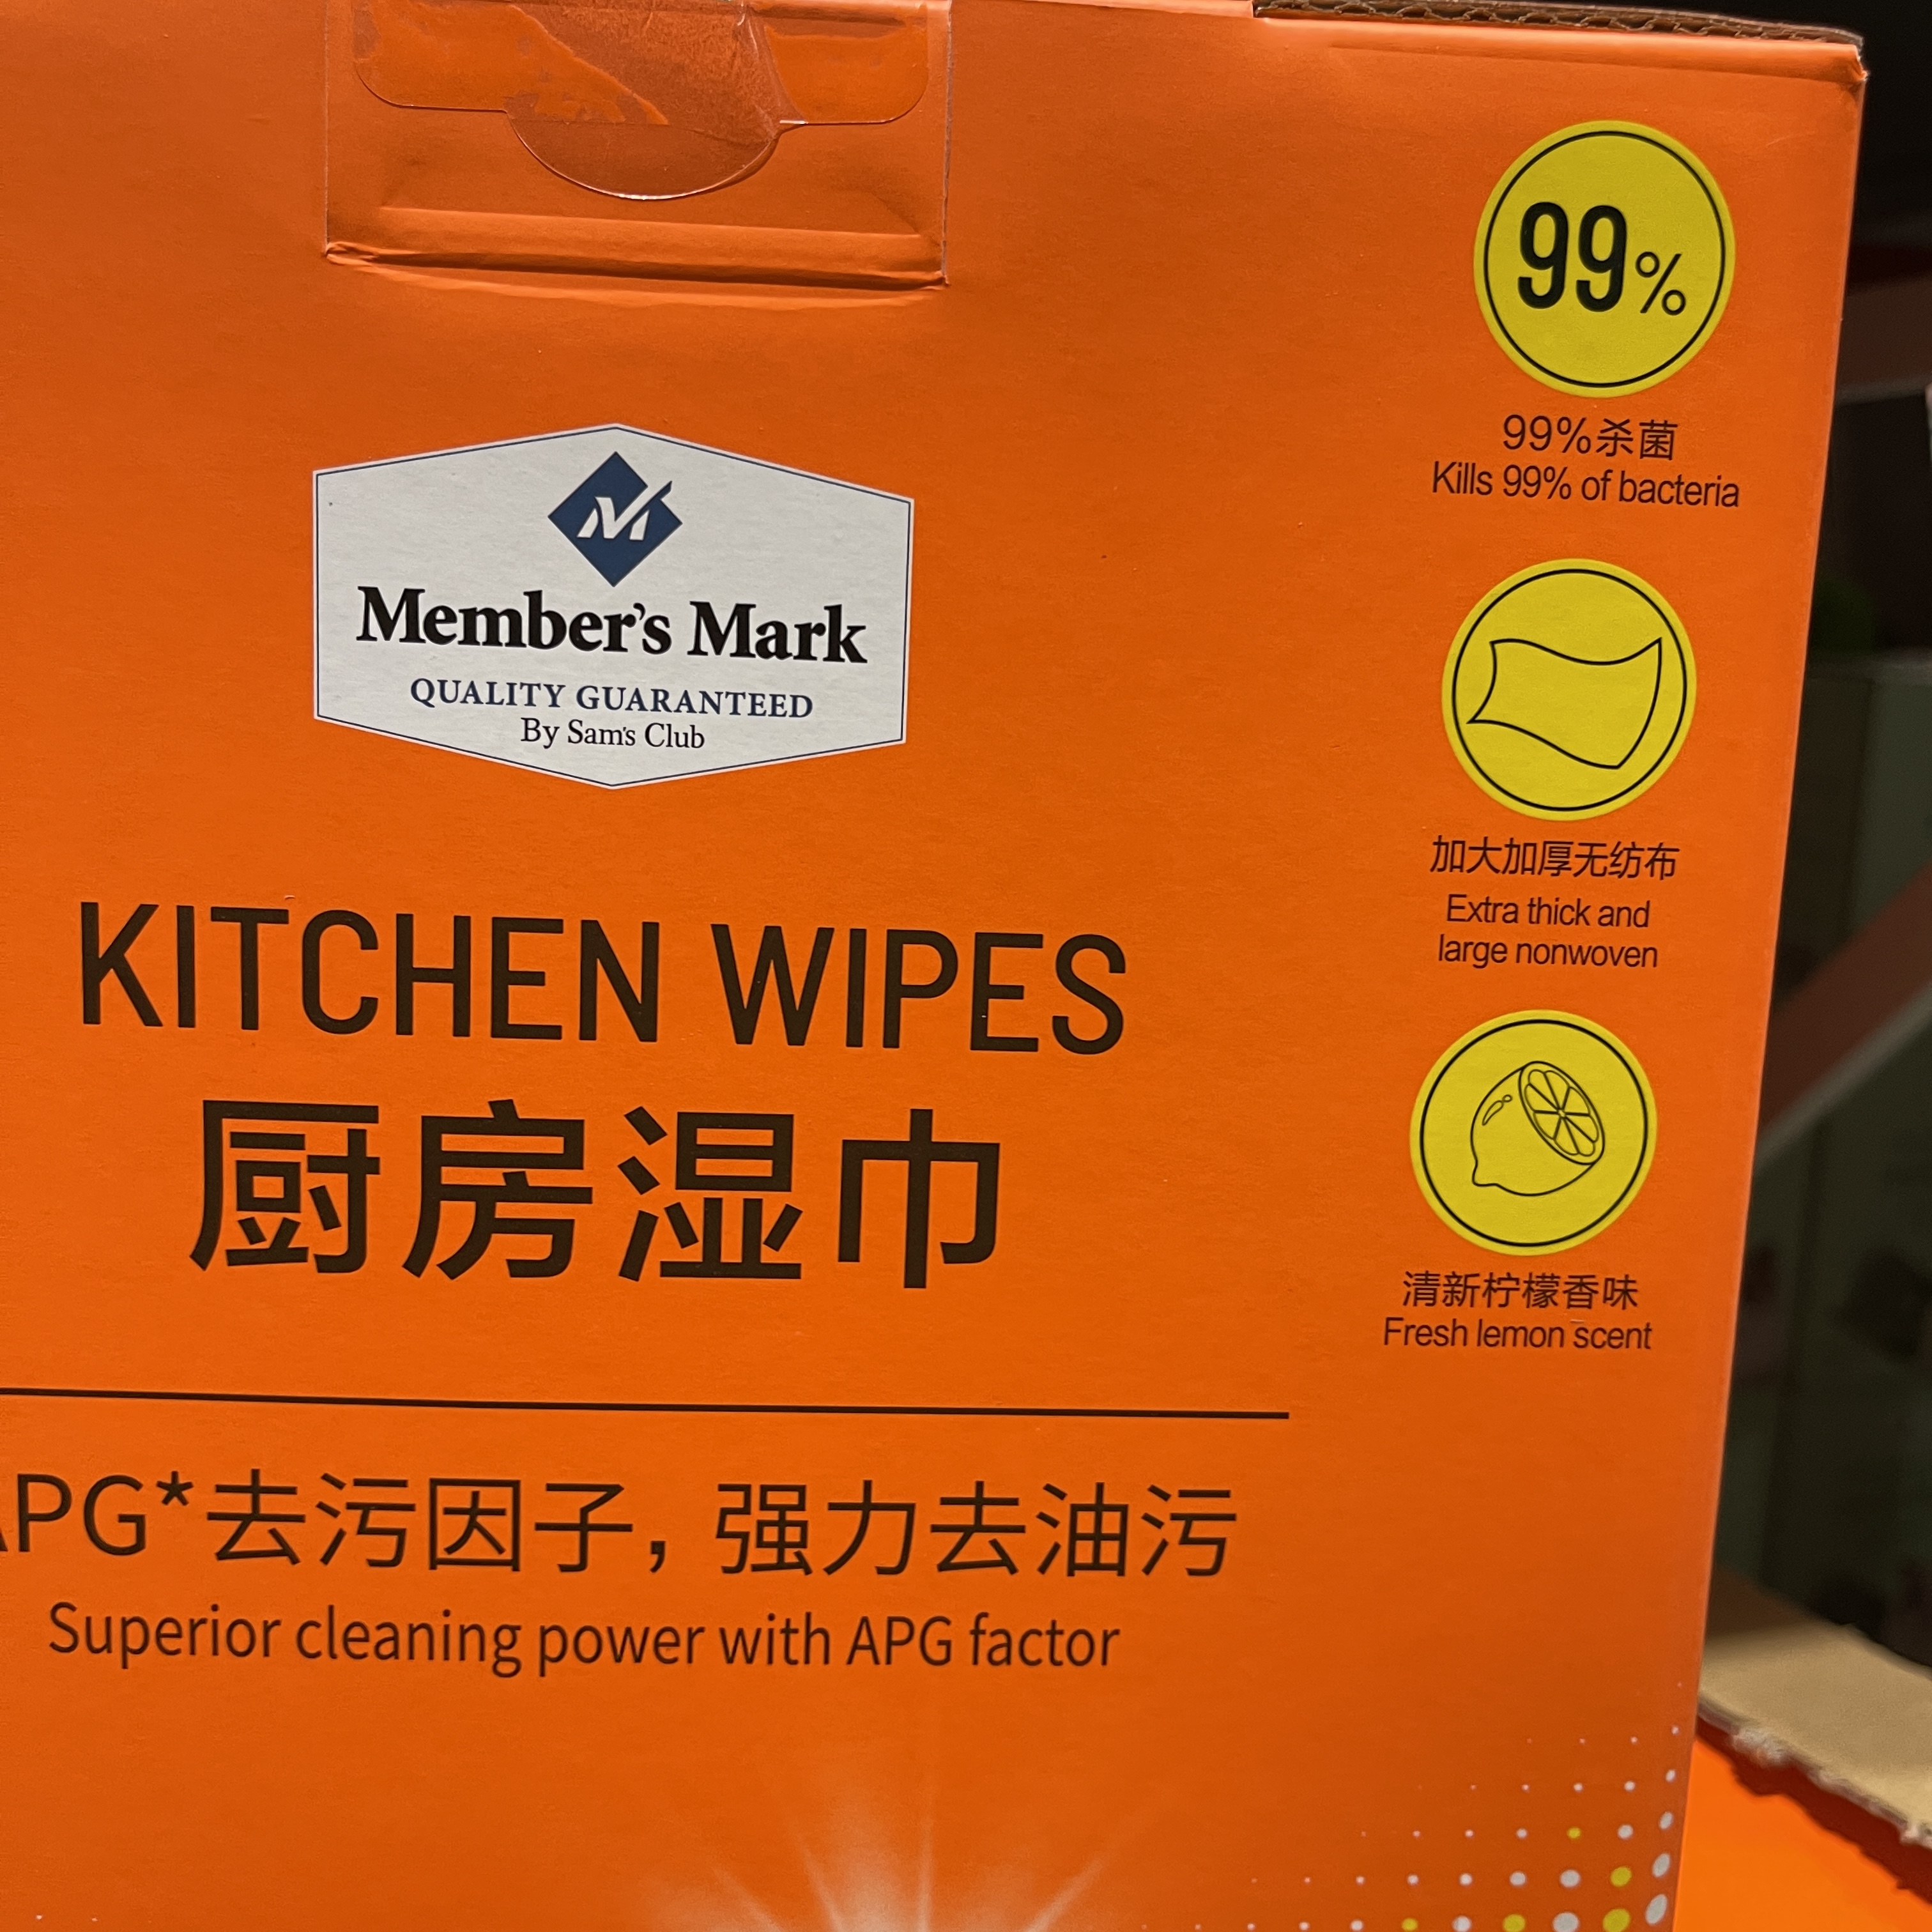 Member's Mark
QUALITY GUARANTEED
By Sam's Club
KITCHEN WIPES
厨房湿巾
APG*去污因子，强力去油污
Superior cleaning power with APG factor
99%
99%杀菌
Kills 99% of bacteria
加大加厚无纺布
Extra thick and
large nonwoven
清新柠檬香味
Fresh lemon scent